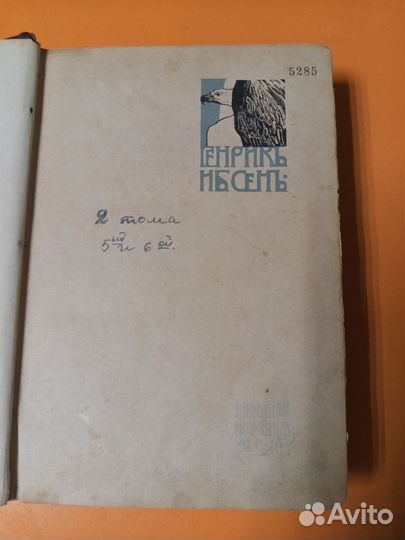 5285
ГЕНРИКЪ
ИБСЕНЪ:
2 тома
5ый и 6ой.
Avito